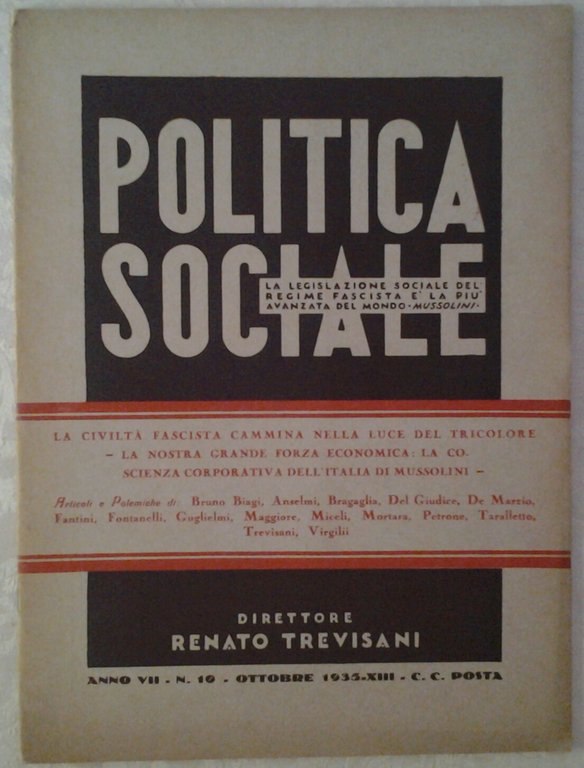 POLITICA
SOCIALE
LA LEGISLAZIONE SOCIALE DEL
REGIME FASCISTA E' LA PIU'
AVANZATA DEL MONDO · MUSSOLINI ·
LA CIVILTÀ FASCISTA CAMMINA NELLA LUCE DEL TRICOLORE
– LA NOSTRA GRANDE FORZA ECONOMICA: LA CO-
SCIENZA CORPORATIVA DELL'ITALIA DI MUSSOLINI –
Articoli e Polemiche di: Bruno Biagi, Anselmi, Bragaglia, Del Giudice, De Marzio,
Fantini, Fontanelli, Guglielmi, Maggiore, Miceli, Mortara, Petrone, Taralletto,
Trevisani, Virgilii
DIRETTORE
RENATO TREVISANI
ANNO VII - N. 10 - OTTOBRE 1935-XIII - C. C. POSTA